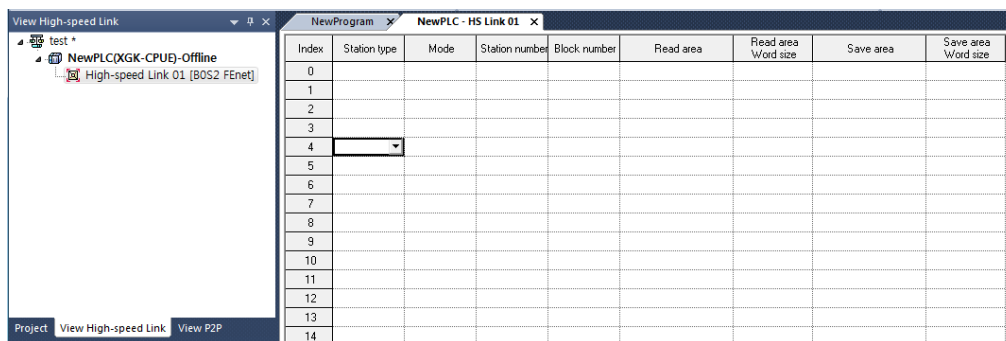 View High-speed Link
test *
NewPLC(XGK-CPUE)-Offline
High-speed Link 01 [B0S2 FEnet]
Project View High-speed Link View P2P
NewProgram NewPLC - HS Link 01
Index Station type Mode Station number Block number Read area Read area Word size Save area Save area Word size
0
1
2
3
4
5
6
7
8
9
10
11
12
13
14